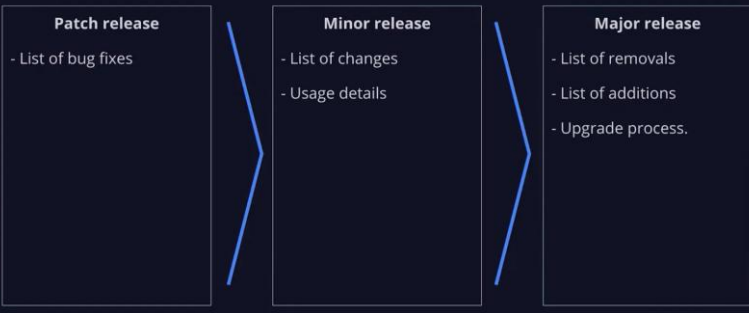 Patch release
- List of bug fixes
Minor release
- List of changes
- Usage details
Major release
- List of removals
- List of additions
- Upgrade process.